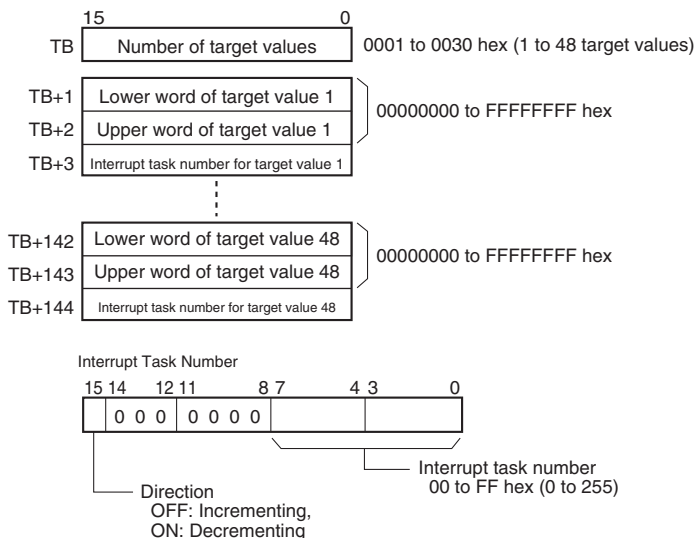 15 0
TB Number of target values 0001 to 0030 hex (1 to 48 target values)
TB+1 Lower word of target value 1
00000000 to FFFFFFFF hex
TB+2 Upper word of target value 1
TB+3 Interrupt task number for target value 1
TB+142 Lower word of target value 48
00000000 to FFFFFFFF hex
TB+143 Upper word of target value 48
TB+144 Interrupt task number for target value 48
Interrupt Task Number
15 14 12 11 8 7 4 3 0
0 0 0 0 0 0 0
Interrupt task number
00 to FF hex (0 to 255)
Direction
OFF: Incrementing,
ON: Decrementing